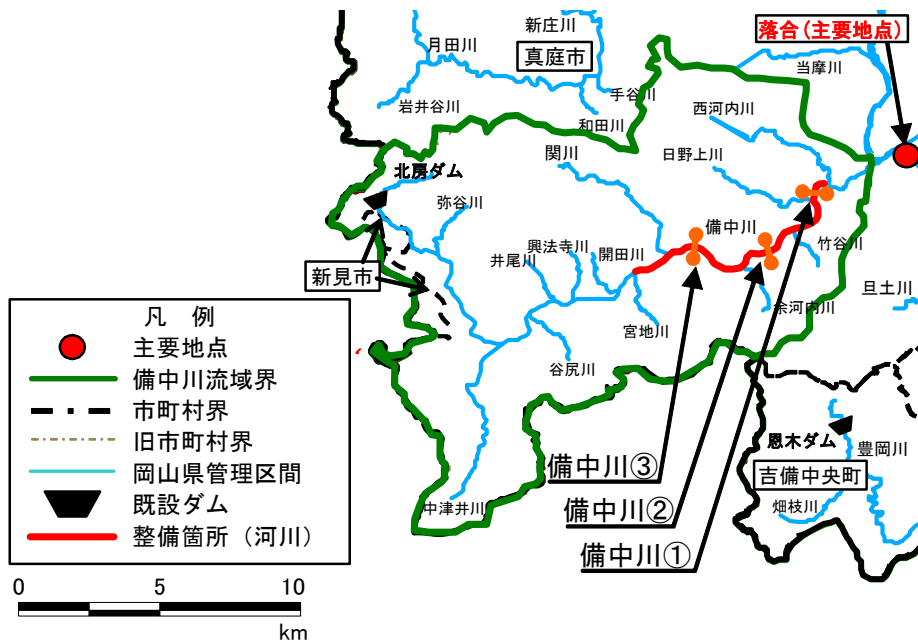 新庄川
落合(主要地点)
月田川
真庭市
当摩川
手谷川
岩井谷川
西河内川
和田川
関川
日野上川
北房ダム
弥谷川
備中川
興法寺川
開田川
竹谷川
井尾川
新見市
旦土川
余河内川
宮地川
谷尻川
凡 例
主要地点
備中川流域界
市町村界
旧市町村界
岡山県管理区間
既設ダム
整備箇所(河川)
恩木ダム
豊岡川
備中川③
吉備中央町
中津井川
備中川②
畑枝川
備中川①
0 5 10
km